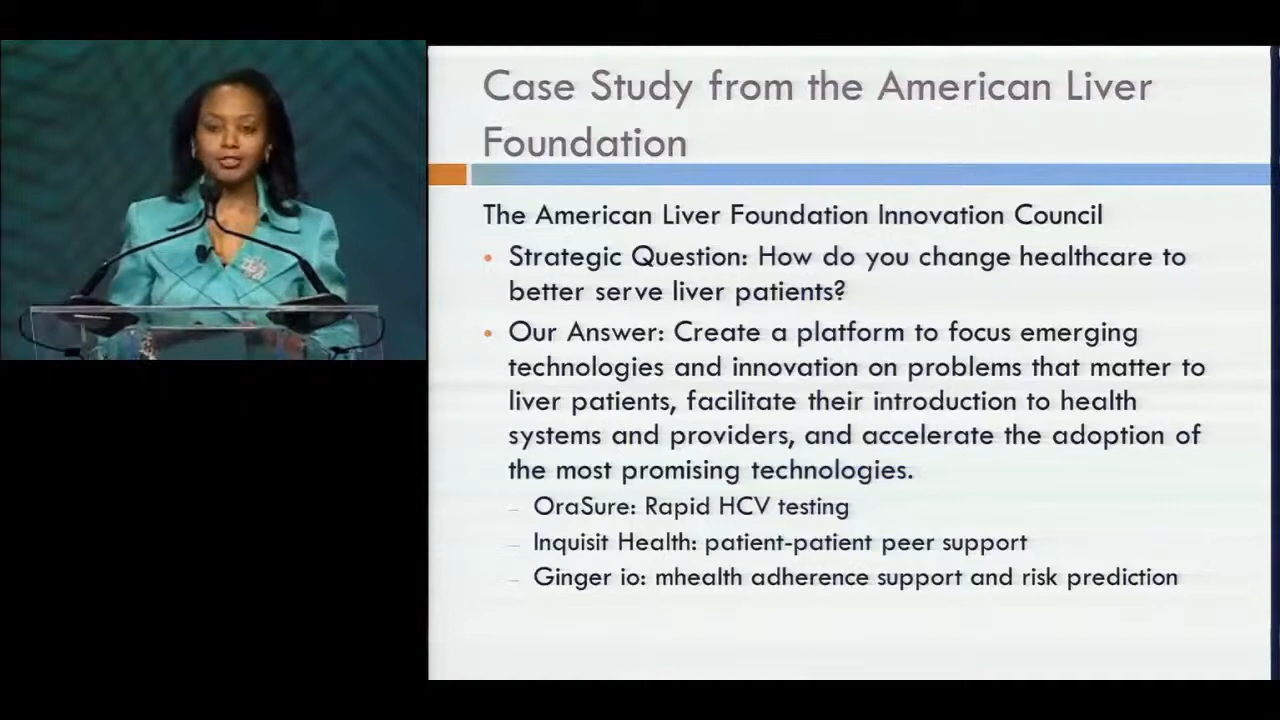 Case Study from the American Liver
Foundation
The American Liver Foundation Innovation Council
• Strategic Question: How do you change healthcare to
better serve liver patients?
• Our Answer: Create a platform to focus emerging
technologies and innovation on problems that matter to
liver patients, facilitate their introduction to health
systems and providers, and accelerate the adoption of
the most promising technologies.
– OraSure: Rapid HCV testing
– Inquisit Health: patient-patient peer support
– Ginger io: mhealth adherence support and risk prediction